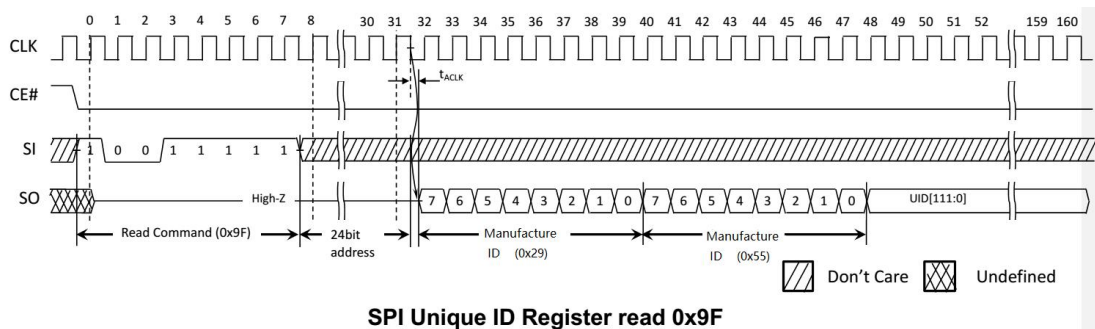 0 1 2 3 4 5 6 7 8 30 31 32 33 34 35 36 37 38 39 40 41 42 43 44 45 46 47 48 49 50 51 52 159 160
CLK
tACLK
CE#
SI 1 0 0 1 1 1 1 1
SO High-Z 7 6 5 4 3 2 1 0 7 6 5 4 3 2 1 0 UID[111:0]
Read Command (0x9F) 24bit address Manufacture ID (0x29) Manufacture ID (0x55)
Don't Care Undefined
SPI Unique ID Register read 0x9F